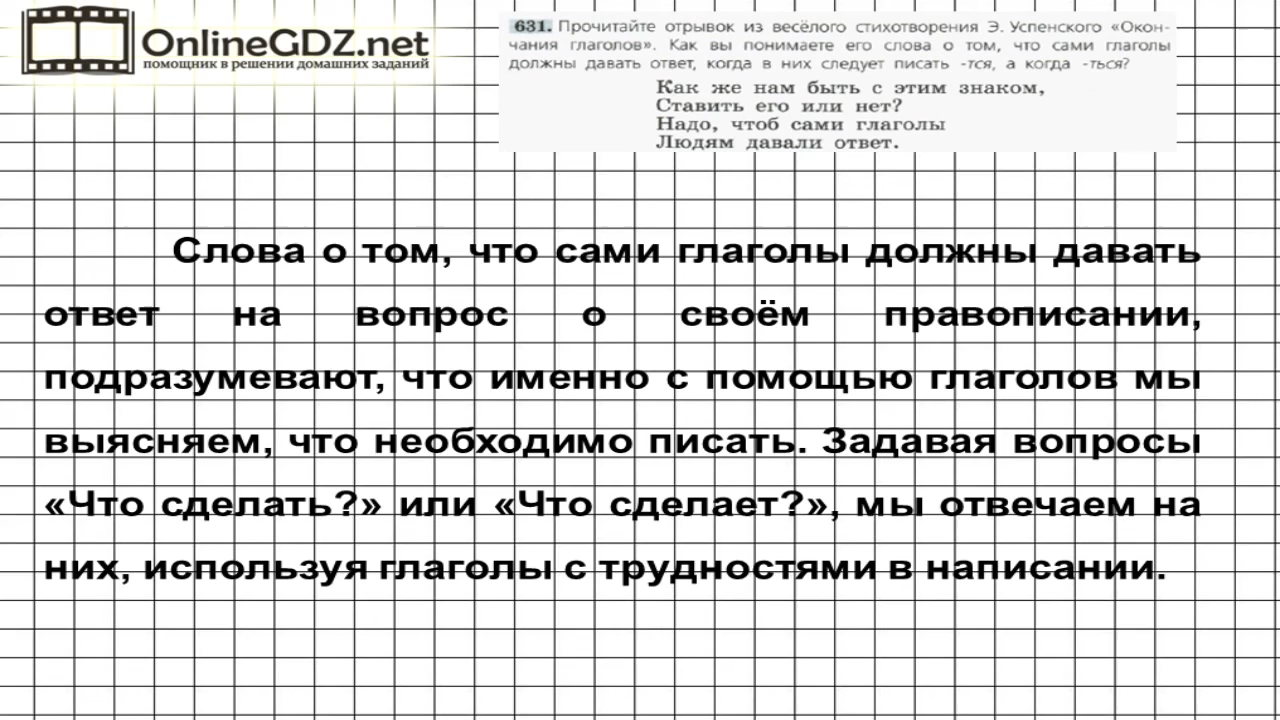 OnlineGDZ.net
помощник в решении домашних заданий
631. Прочитайте отрывок из весёлого стихотворения Э. Успенского «Окон-
чания глаголов». Как вы понимаете его слова о том, что сами глаголы
должны давать ответ, когда в них следует писать -тся, а когда -ться?
Как же нам быть с этим знаком,
Ставить его или нет?
Надо, чтоб сами глаголы
Людям давали ответ.
Слова о том, что сами глаголы должны давать
ответ на вопрос о своём правописании,
подразумевают, что именно с помощью глаголов мы
выясняем, что необходимо писать. Задавая вопросы
«Что сделать?» или «Что сделает?», мы отвечаем на
них, используя глаголы с трудностями в написании.